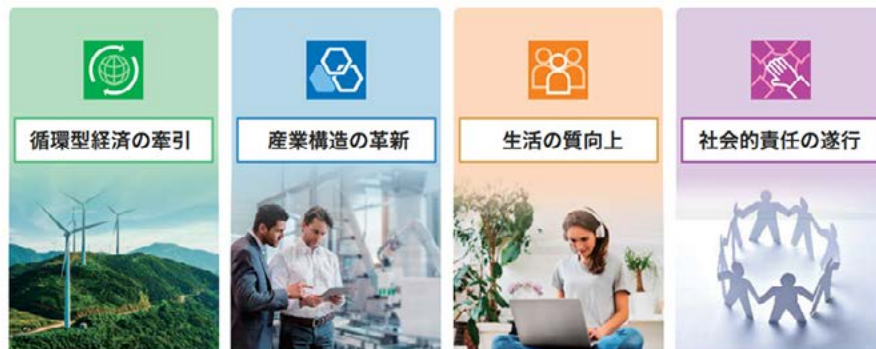 循環型経済の牽引
産業構造の革新
生活の質向上
社会的責任の遂行